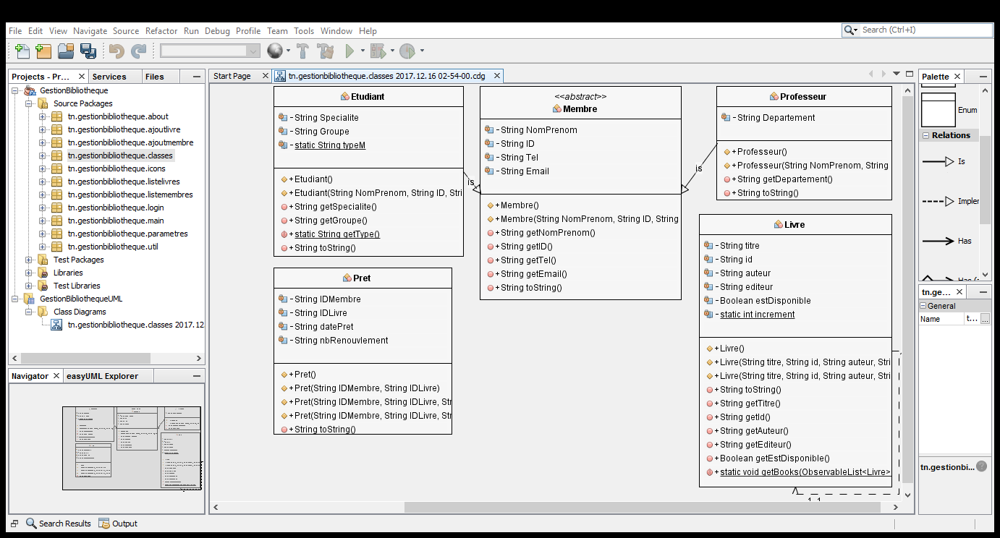 File Edit View Navigate Source Refactor Run Debug Profile Team Tools Window Help
Search (Ctrl+I)
Projects - Pr...
Services
Files
GestionBibliotheque
Source Packages
tn.gestionbibliotheque.about
tn.gestionbibliotheque.ajoutlivre
tn.gestionbibliotheque.ajoutmembre
tn.gestionbibliotheque.classes
tn.gestionbibliotheque.icons
tn.gestionbibliotheque.listelivres
tn.gestionbibliotheque.listemembres
tn.gestionbibliotheque.login
tn.gestionbibliotheque.main
tn.gestionbibliotheque.parametres
tn.gestionbibliotheque.util
Test Packages
Libraries
Test Libraries
GestionBibliothequeUML
Class Diagrams
tn.gestionbibliotheque.classes 2017.12
Navigator
easyUML Explorer
Start Page
tn.gestionbibliotheque.classes 2017.12.16 02-54-00.cdg
Etudiant
- String Specialite
- String Groupe
- static String typeM
+ Etudiant()
+ Etudiant(String NomPrenom, String ID, Stri
+ String getSpecialite()
+ String getGroupe()
+ static String getType()
+ String toString()
is
Pret
- String IDMembre
- String IDLivre
- String datePret
- String nbRenouvlement
+ Pret()
+ Pret(String IDMembre, String IDLivre)
+ Pret(String IDMembre, String IDLivre, Str
+ Pret(String IDMembre, String IDLivre, Str
+ String toString()
<<abstract>>
Membre
- String NomPrenom
- String ID
- String Tel
- String Email
+ Membre()
+ Membre(String NomPrenom, String ID, String
+ String getNomPrenom()
+ String getID()
+ String getTel()
+ String getEmail()
+ String toString()
is
Professeur
- String Departement
+ Professeur()
+ Professeur(String NomPrenom, String
+ String getDepartement()
+ String toString()
Livre
- String titre
- String id
- String auteur
- String editeur
- Boolean estDisponible
- static int increment
+ Livre()
+ Livre(String titre, String id, String auteur, Stri
+ Livre(String titre, String id, String auteur, Stri
+ String toString()
+ String getTitre()
+ String getId()
+ String getAuteur()
+ String getEditeur()
+ Boolean getEstDisponible()
+ static void getBooks(ObservableList<Livre>
Palette
Enum
Relations
Is
Implem
Has
tn.ge...
General
Name
t...
...
tn.gestionbi...
?
Search Results
Output